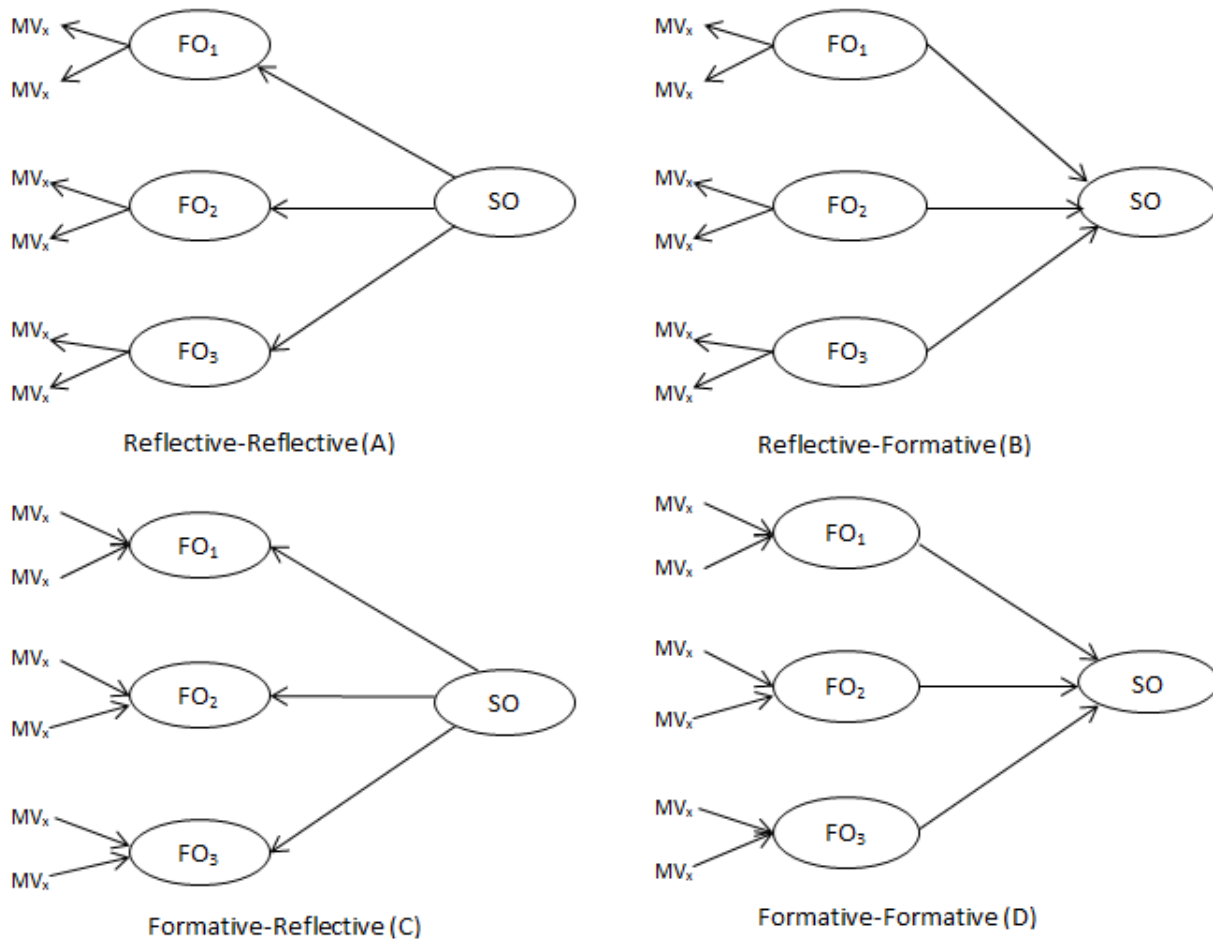 MVₓ
FO₁
MVₓ
MVₓ
FO₂
SO
MVₓ
MVₓ
FO₃
MVₓ
Reflective-Reflective (A)
MVₓ
FO₁
MVₓ
MVₓ
FO₂
SO
MVₓ
MVₓ
FO₃
MVₓ
Reflective-Formative (B)
MVₓ
FO₁
MVₓ
MVₓ
FO₂
SO
MVₓ
MVₓ
FO₃
MVₓ
Formative-Reflective (C)
MVₓ
FO₁
MVₓ
MVₓ
FO₂
SO
MVₓ
MVₓ
FO₃
MVₓ
Formative-Formative (D)